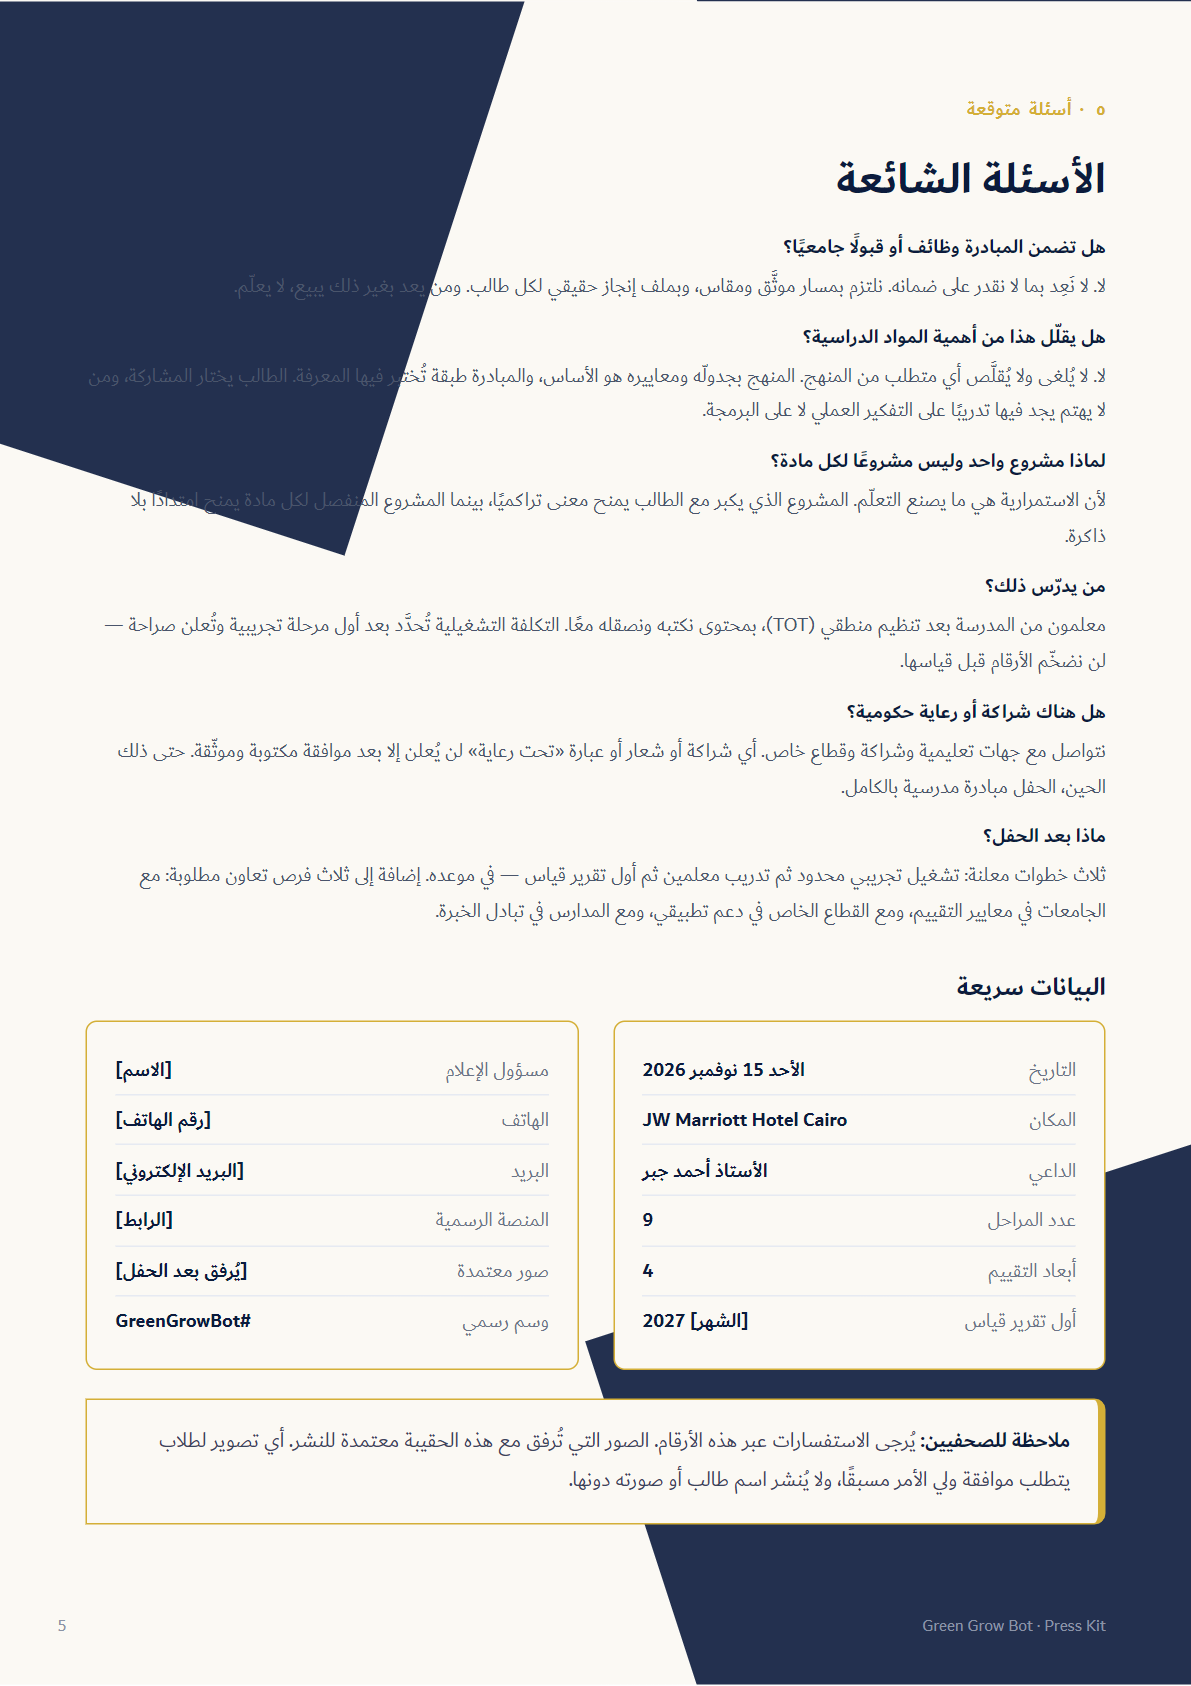 ٥ · أسئلة متوقعة
الأسئلة الشائعة
هل تضمن المبادرة وظائف أو قبولًا جامعيًا؟
لا. لا نَعِد بما لا نقدر على ضمانه. نلتزم بمسار موثَّق ومقاس، وبملف إنجاز حقيقي لكل طالب. ومن يعد بغير ذلك يبيع، لا يعلّم.
هل يقلّل هذا من أهمية المواد الدراسية؟
لا. لا يُلغى ولا يُقلَّص أي متطلب من المنهج. المنهج بجدولّه ومعاييره هو الأساس، والمبادرة طبقة تُختبر فيها المعرفة. الطالب يختار المشاركة، ومن
لا يهتم يجد فيها تدريبًا على التفكير العملي لا على البرمجة.
لماذا مشروع واحد وليس مشروعًا لكل مادة؟
لأن الاستمرارية هي ما يصنع التعلّم. المشروع الذي يكبر مع الطالب يمنح معنى تراكميًا، بينما المشروع المنفصل لكل مادة يمنح امتدادًا بلا
ذاكرة.
من يدرّس ذلك؟
معلمون من المدرسة بعد تنظيم منطقي (TOT)، بمحتوى نكتبه ونصقله معًا. التكلفة التشغيلية تُحدَّد بعد أول مرحلة تجريبية وتُعلن صراحة —
لن نضخّم الأرقام قبل قياسها.
هل هناك شراكة أو رعاية حكومية؟
نتواصل مع جهات تعليمية وشراكة وقطاع خاص. أي شراكة أو شعار أو عبارة «تحت رعاية» لن يُعلن إلا بعد موافقة مكتوبة وموثّقة. حتى ذلك
الحين، الحفل مبادرة مدرسية بالكامل.
ماذا بعد الحفل؟
ثلاث خطوات معلنة: تشغيل تجريبي محدود ثم تدريب معلمين ثم أول تقرير قياس — في موعده. إضافة إلى ثلاث فرص تعاون مطلوبة: مع
الجامعات في معايير التقييم، ومع القطاع الخاص في دعم تطبيقي، ومع المدارس في تبادل الخبرة.
البيانات سريعة
التاريخ الأحد 15 نوفمبر 2026
المكان JW Marriott Hotel Cairo
الداعي الأستاذ أحمد جبر
عدد المراحل 9
أبعاد التقييم 4
أول تقرير قياس [الشهر] 2027
مسؤول الإعلام [الاسم]
الهاتف [رقم الهاتف]
البريد [البريد الإلكتروني]
المنصة الرسمية [الرابط]
صور معتمدة [يُرفق بعد الحفل]
وسم رسمي #GreenGrowBot
ملاحظة للصحفيين: يُرجى الاستفسارات عبر هذه الأرقام. الصور التي تُرفق مع هذه الحقيبة معتمدة للنشر. أي تصوير لطلاب
يتطلب موافقة ولي الأمر مسبقًا، ولا يُنشر اسم طالب أو صورته دونها.
Green Grow Bot · Press Kit
5